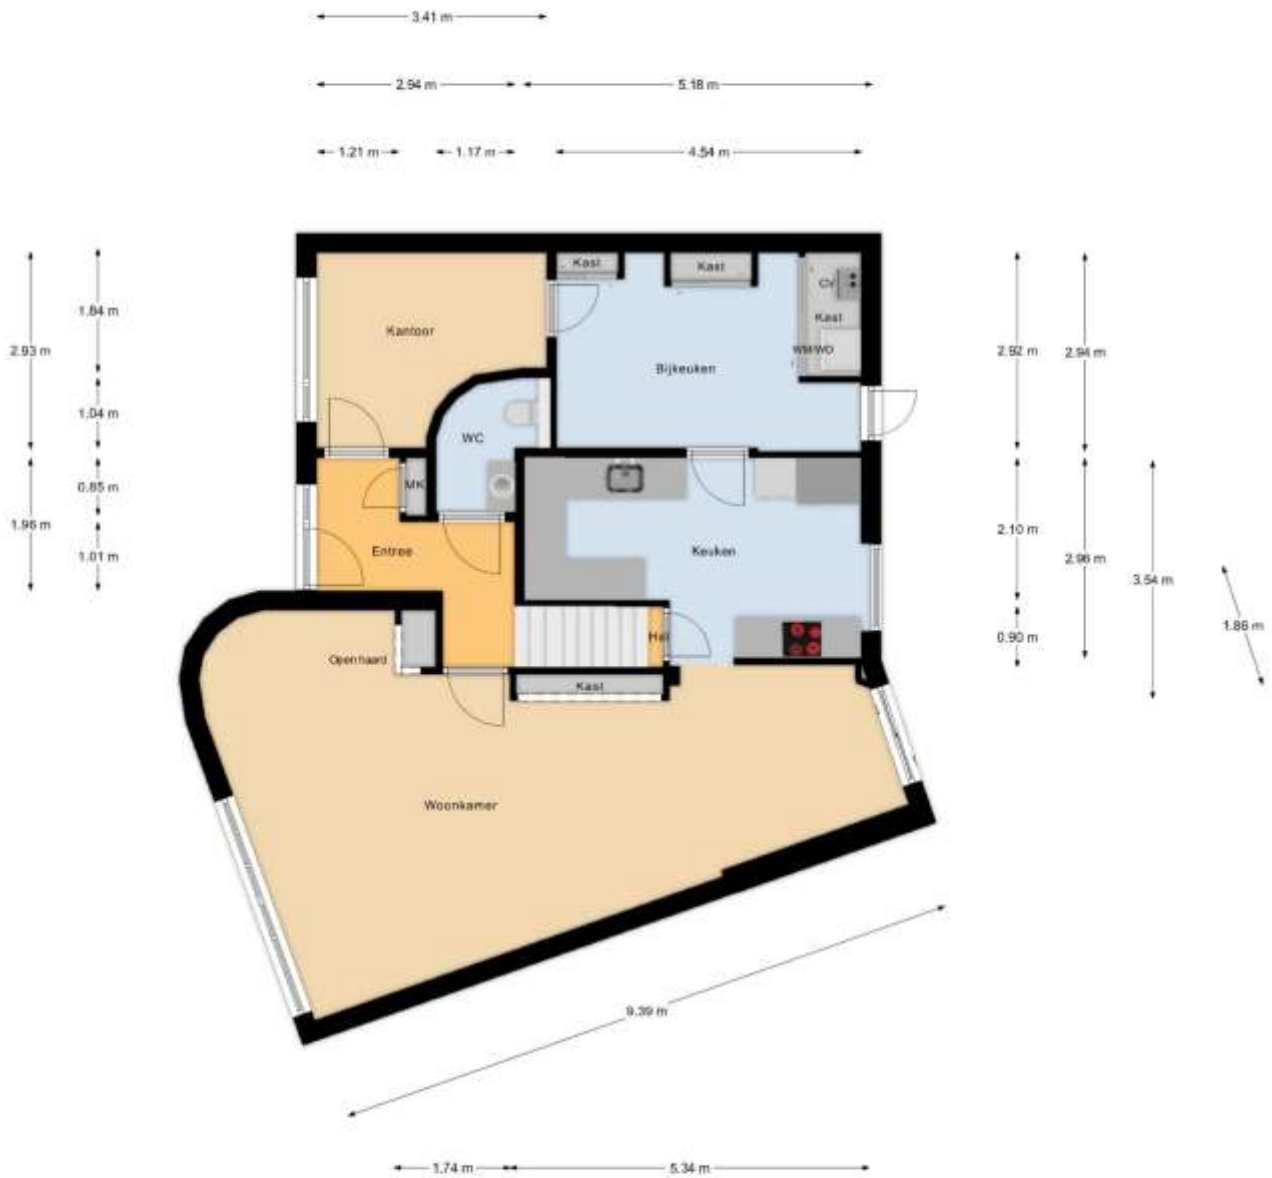 3.41 m
2.94 m
5.18 m
1.21 m
1.17 m
4.54 m
Kast
Kast
CV
Kast
WM/WD
Kantoor
Bijkeuken
1.84 m
2.93 m
1.04 m
2.92 m
2.94 m
WC
MK
0.85 m
1.96 m
1.01 m
Entree
Keuken
2.10 m
2.96 m
3.54 m
0.90 m
1.86 m
Hal
Open haard
Kast
Woonkamer
9.39 m
1.74 m
5.34 m